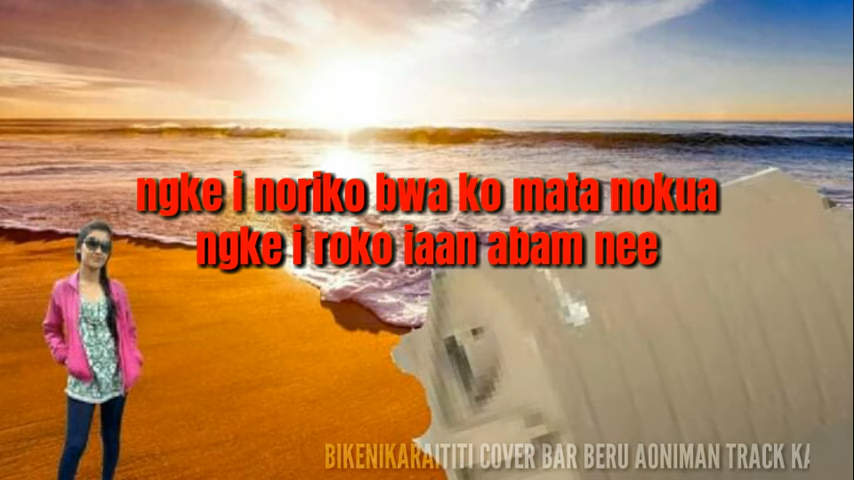 ngke i noriko bwa ko mata nokua
ngke i roko iaan abam nee
BIKENIKARAITITI COVER BAR BERU AONIMAN TRACK